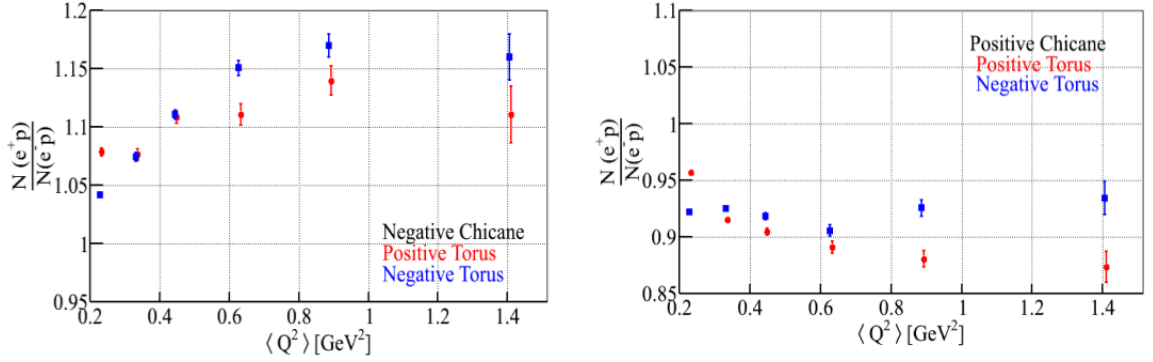 1.2
1.15
1.1
1.05
1
0.95
N (e⁺p)
N(e⁻p)
Negative Chicane
Positive Torus
Negative Torus
0.2 0.4 0.6 0.8 1 1.2 1.4
⟨ Q² ⟩ [GeV²]
1.1
1.05
1
0.95
0.9
0.85
N (e⁺p)
N(e⁻p)
Positive Chicane
Positive Torus
Negative Torus
0.2 0.4 0.6 0.8 1 1.2 1.4
⟨ Q² ⟩ [GeV²]